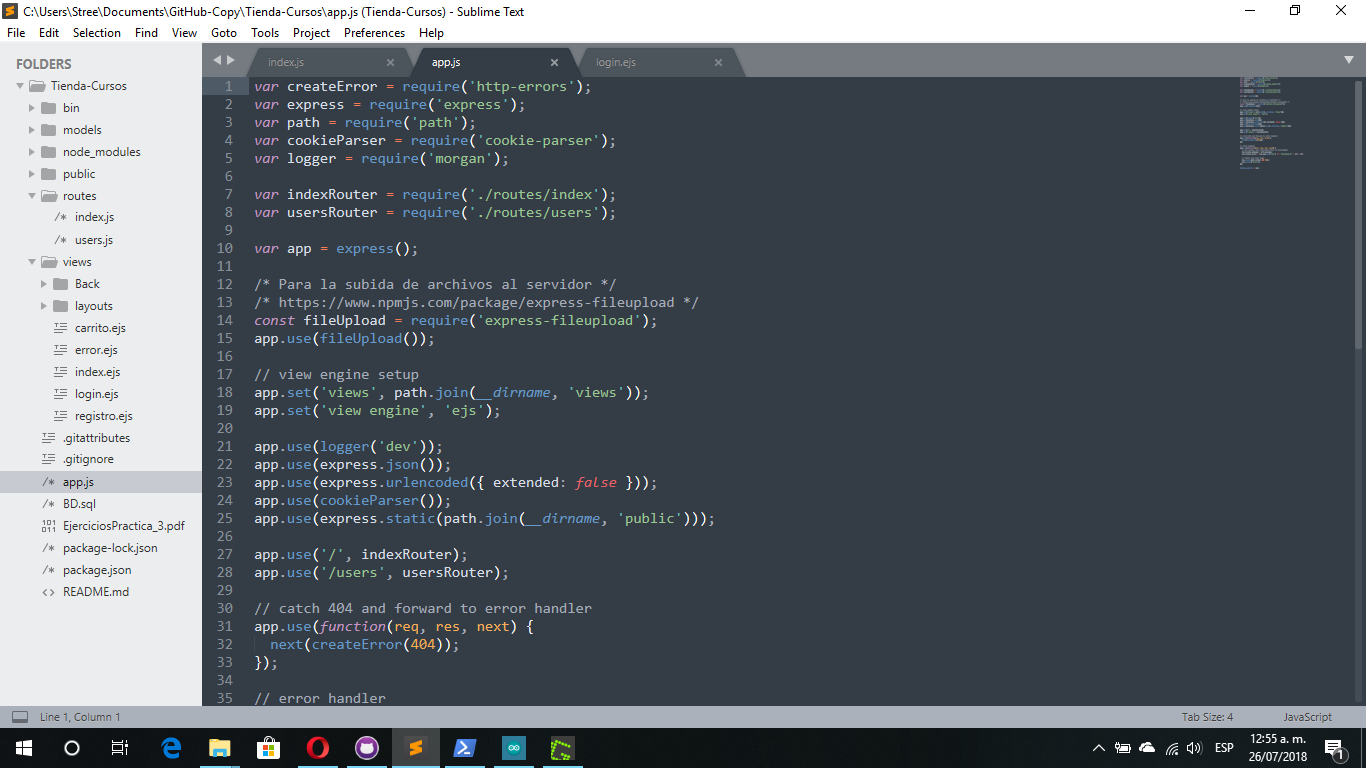 C:\Users\Stree\Documents\GitHub-Copy\Tienda-Cursos\app.js (Tienda-Cursos) - Sublime Text
File Edit Selection Find View Goto Tools Project Preferences Help
FOLDERS
Tienda-Cursos
bin
models
node_modules
public
routes
/* index.js
/* users.js
views
Back
layouts
carrito.ejs
error.ejs
index.ejs
login.ejs
registro.ejs
.gitattributes
.gitignore
/* app.js
/* BD.sql
EjerciciosPractica_3.pdf
/* package-lock.json
/* package.json
<> README.md
index.js × app.js × login.ejs ×
1 var createError = require('http-errors');
2 var express = require('express');
3 var path = require('path');
4 var cookieParser = require('cookie-parser');
5 var logger = require('morgan');
6
7 var indexRouter = require('./routes/index');
8 var usersRouter = require('./routes/users');
9
10 var app = express();
11
12 /* Para la subida de archivos al servidor */
13 /* https://www.npmjs.com/package/express-fileupload */
14 const fileUpload = require('express-fileupload');
15 app.use(fileUpload());
16
17 // view engine setup
18 app.set('views', path.join(__dirname, 'views'));
19 app.set('view engine', 'ejs');
20
21 app.use(logger('dev'));
22 app.use(express.json());
23 app.use(express.urlencoded({ extended: false }));
24 app.use(cookieParser());
25 app.use(express.static(path.join(__dirname, 'public')));
26
27 app.use('/', indexRouter);
28 app.use('/users', usersRouter);
29
30 // catch 404 and forward to error handler
31 app.use(function(req, res, next) {
32   next(createError(404));
33 });
34
35 // error handler
Line 1, Column 1 Tab Size: 4 JavaScript
ESP
12:55 a. m.
26/07/2018
1